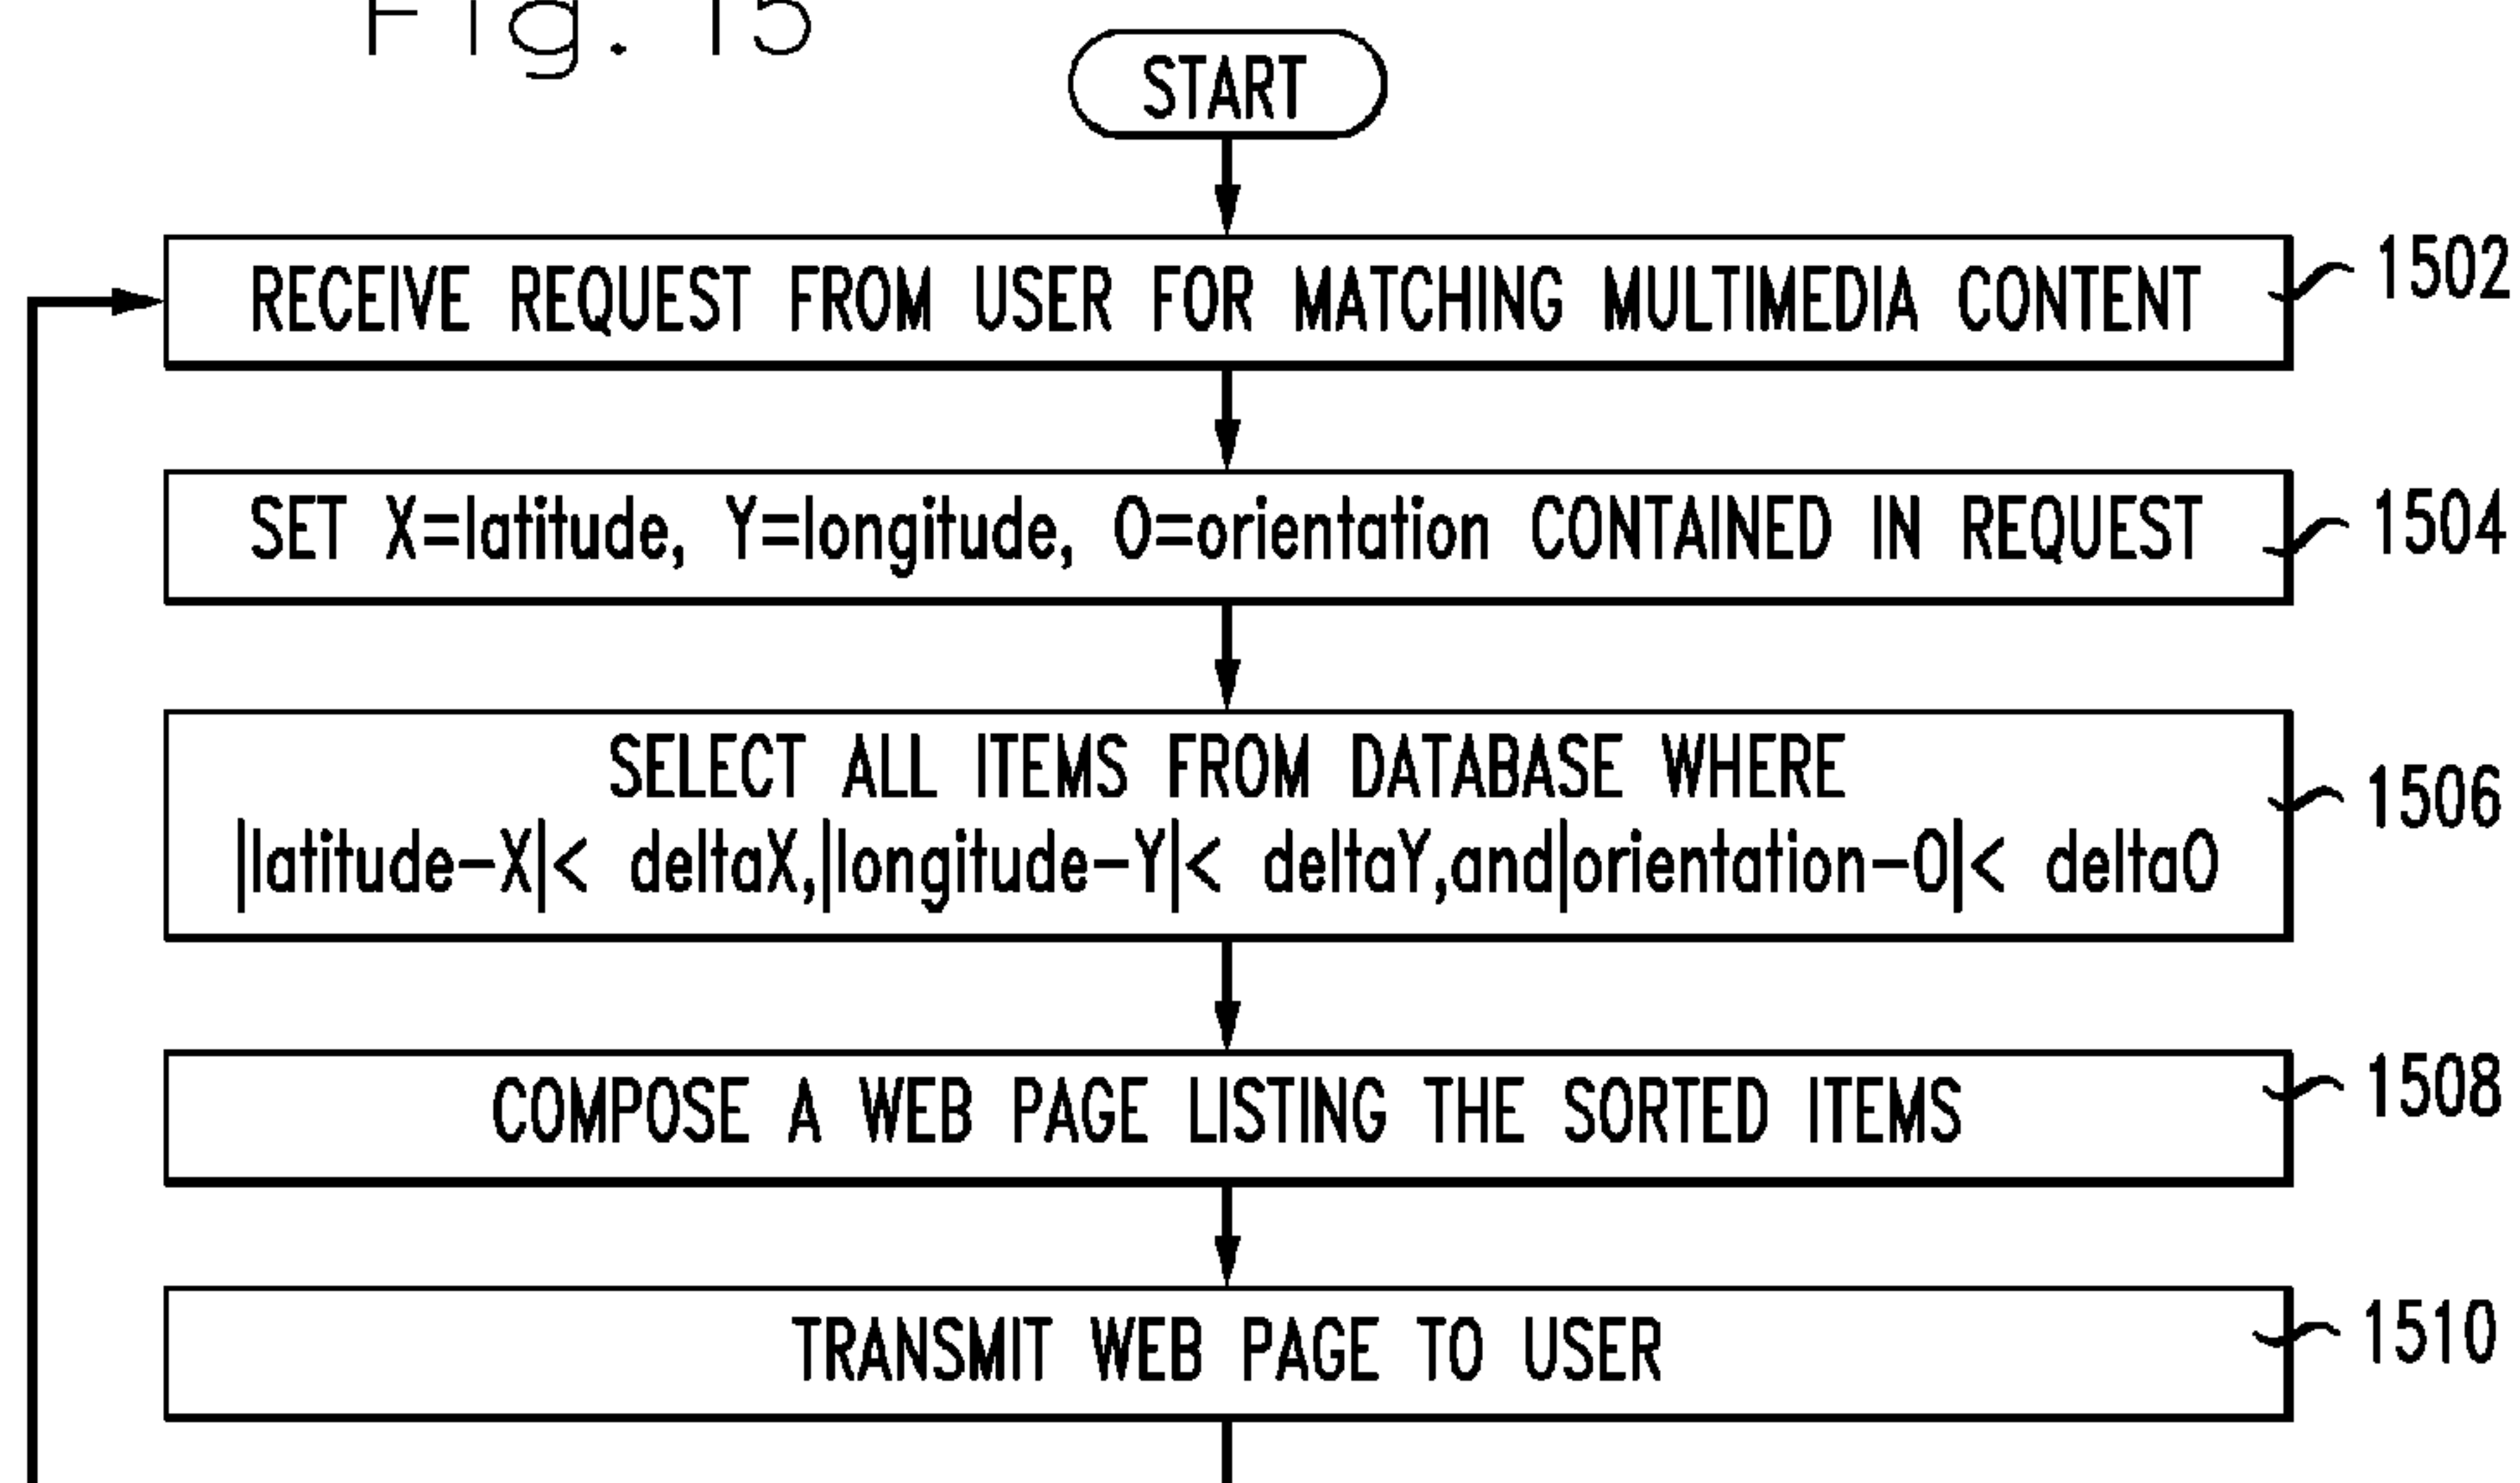 Fig. 15
START
RECEIVE REQUEST FROM USER FOR MATCHING MULTIMEDIA CONTENT
1502
SET X=latitude, Y=longitude, O=orientation CONTAINED IN REQUEST
1504
SELECT ALL ITEMS FROM DATABASE WHERE
|latitude-X|< deltaX,|longitude-Y|< deltaY,and|orientation-O|< deltaO
1506
COMPOSE A WEB PAGE LISTING THE SORTED ITEMS
1508
TRANSMIT WEB PAGE TO USER
1510